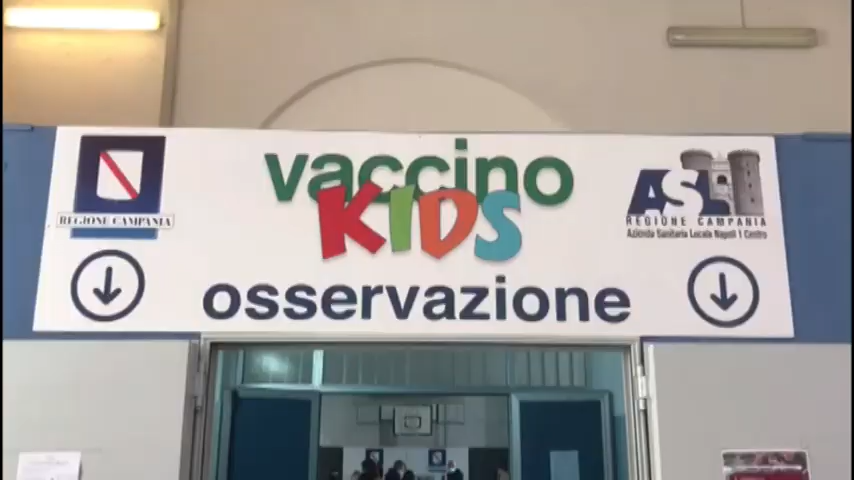 vaccino
KIDS
REGIONE CAMPANIA
ASL
REGIONE CAMPANIA
Azienda Sanitaria Locale Napoli 1 Centro
osservazione